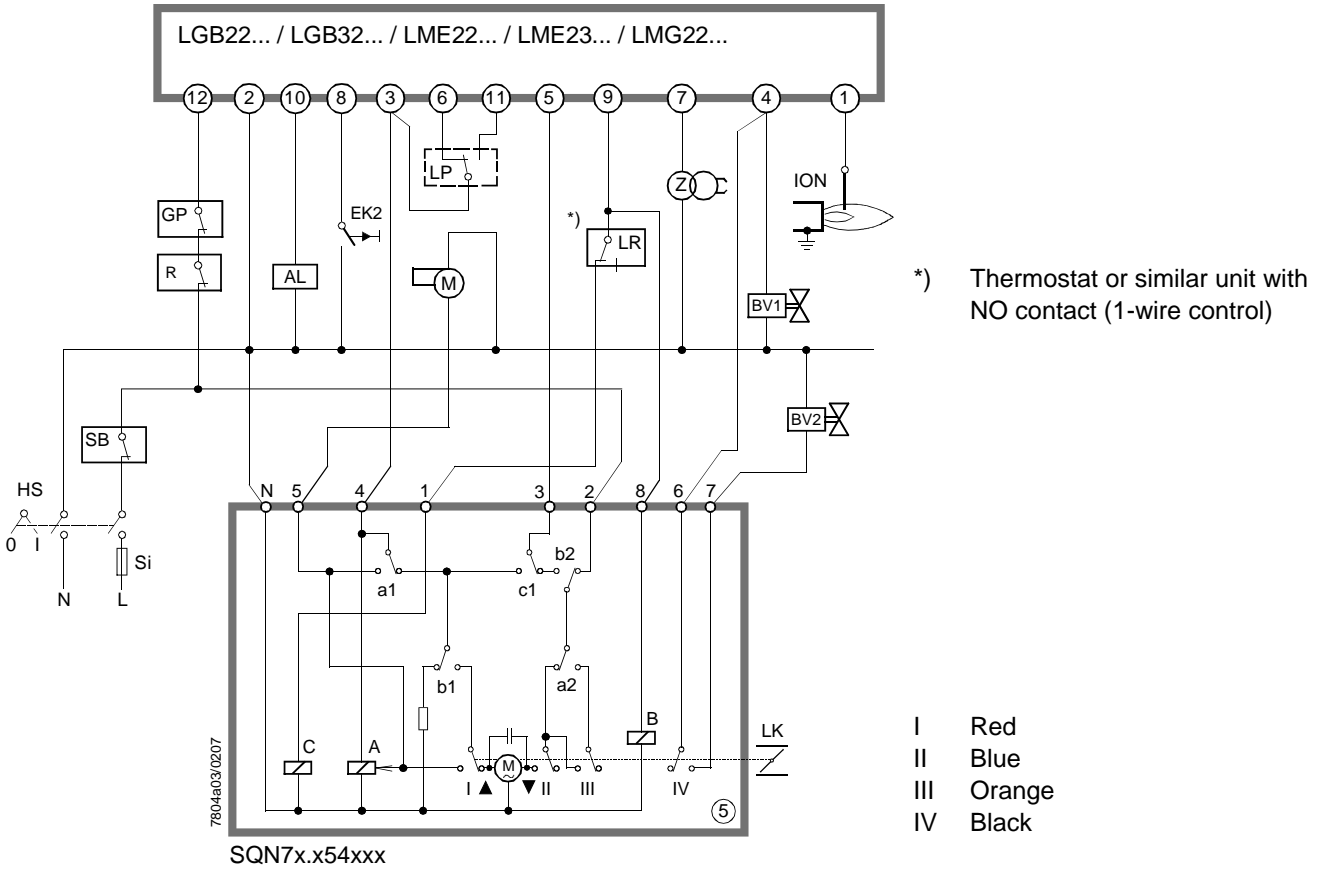 LGB22... / LGB32... / LME22... / LME23... / LMG22...
12 2 10 8 3 6 11 5 9 7 4 1
LP
Z
ION
GP
EK2
*)
LR
R
AL
M
BV1
*) Thermostat or similar unit with
NO contact (1-wire control)
BV2
SB
HS
N 5 4 1 3 2 8 6 7
0 I
Si
N L
a1
c1
b2
b1
a2
C A B
LK
M
~
I II III IV
5
7804a03/0207
SQN7x.x54xxx
I Red
II Blue
III Orange
IV Black